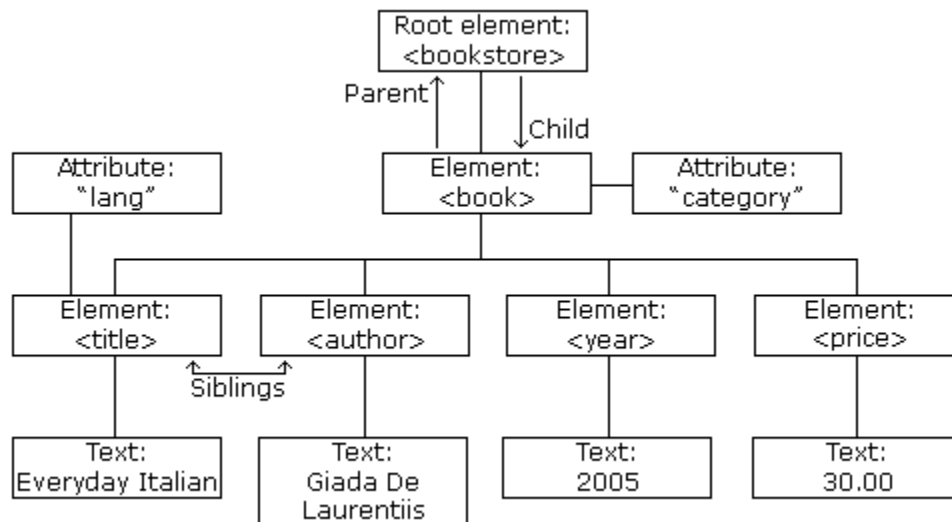 Root element:
<bookstore>
Parent
Child
Attribute:
“lang”
Element:
<book>
Attribute:
“category”
Element:
<title>
Element:
<author>
Element:
<year>
Element:
<price>
Siblings
Text:
Everyday Italian
Text:
Giada De
Laurentiis
Text:
2005
Text:
30.00